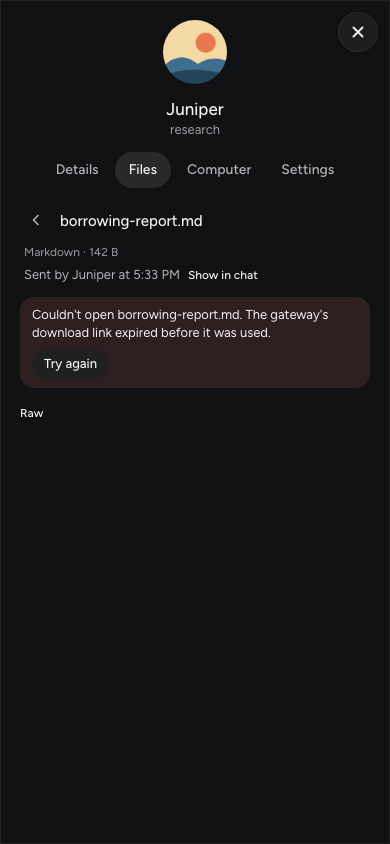 Juniper
research
Details Files Computer Settings
borrowing-report.md
Markdown · 142 B
Sent by Juniper at 5:33 PM Show in chat
Couldn't open borrowing-report.md. The gateway's
download link expired before it was used.
Try again
Raw